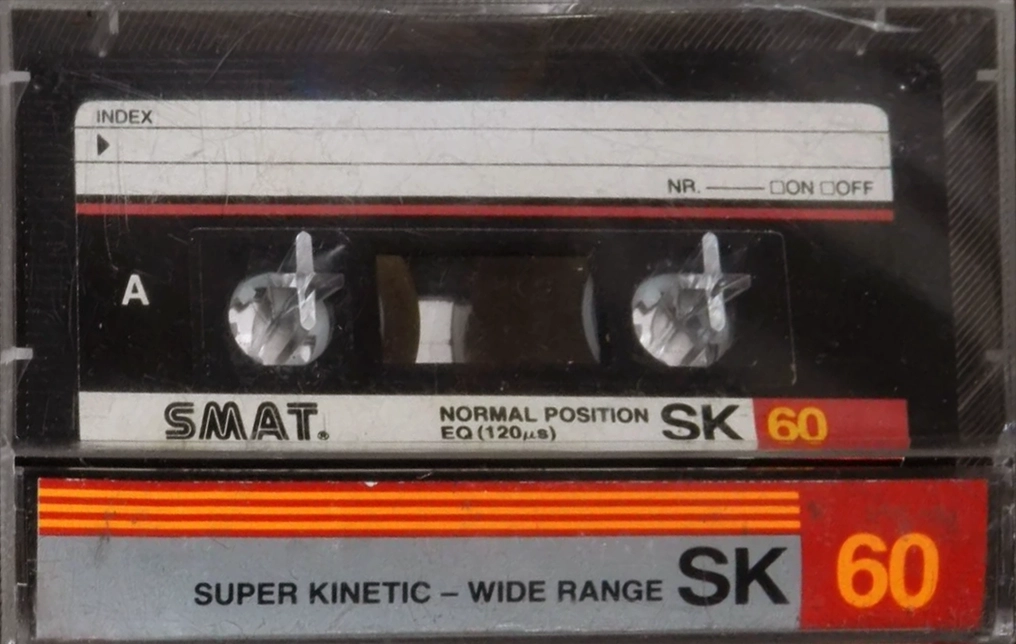 INDEX
NR. ☐ON ☐OFF
A
SMAT. NORMAL POSITION SK 60
EQ (120μs)
SUPER KINETIC – WIDE RANGE SK 60